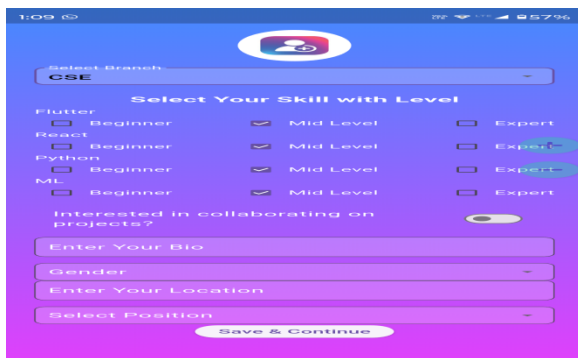 1:09 57%
Select Branch
CSE
Select Your Skill with Level
Flutter
Beginner Mid Level Expert
React
Beginner Mid Level Expert
Python
Beginner Mid Level Expert
ML
Beginner Mid Level Expert
Interested in collaborating on
projects?
Enter Your Bio
Gender
Enter Your Location
Select Position
Save & Continue